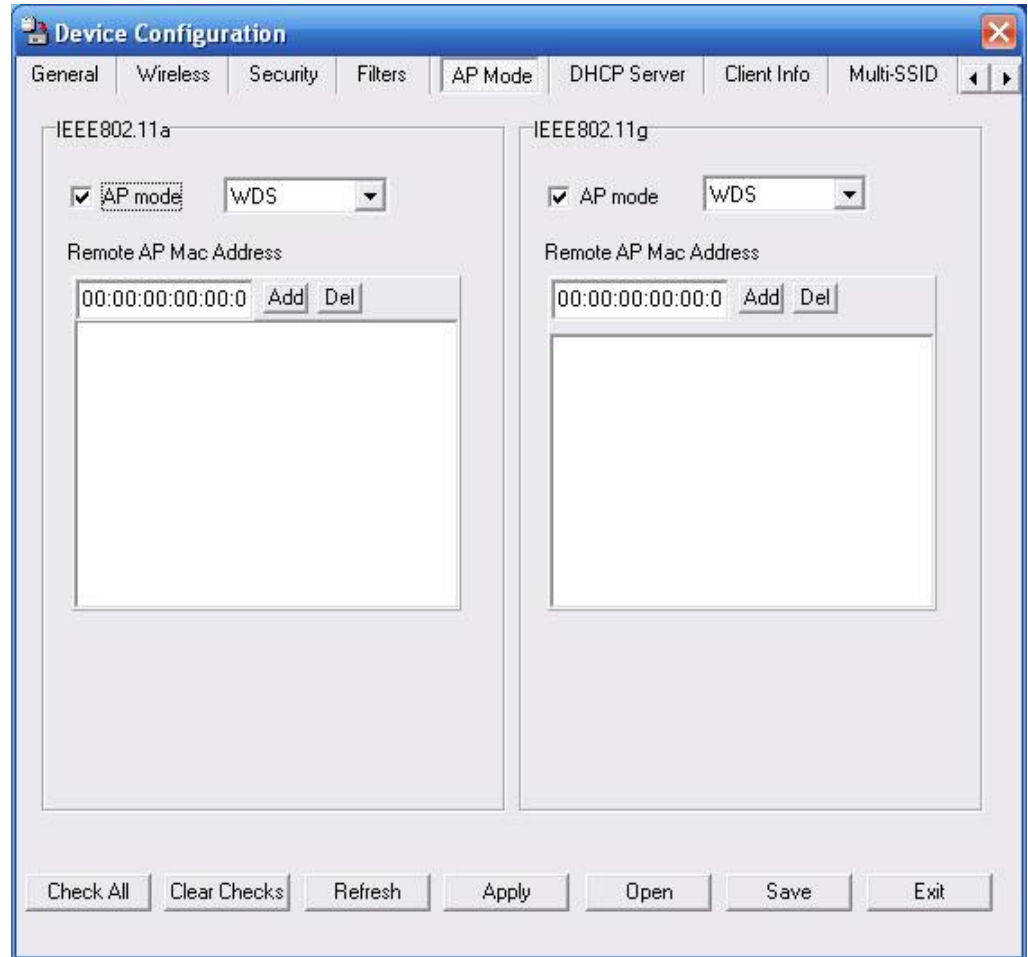 Device Configuration
General Wireless Security Filters AP Mode DHCP Server Client Info Multi-SSID
IEEE802.11a
AP mode WDS
Remote AP Mac Address
00:00:00:00:00:0 Add Del
IEEE802.11g
AP mode WDS
Remote AP Mac Address
00:00:00:00:00:0 Add Del
Check All Clear Checks Refresh Apply Open Save Exit